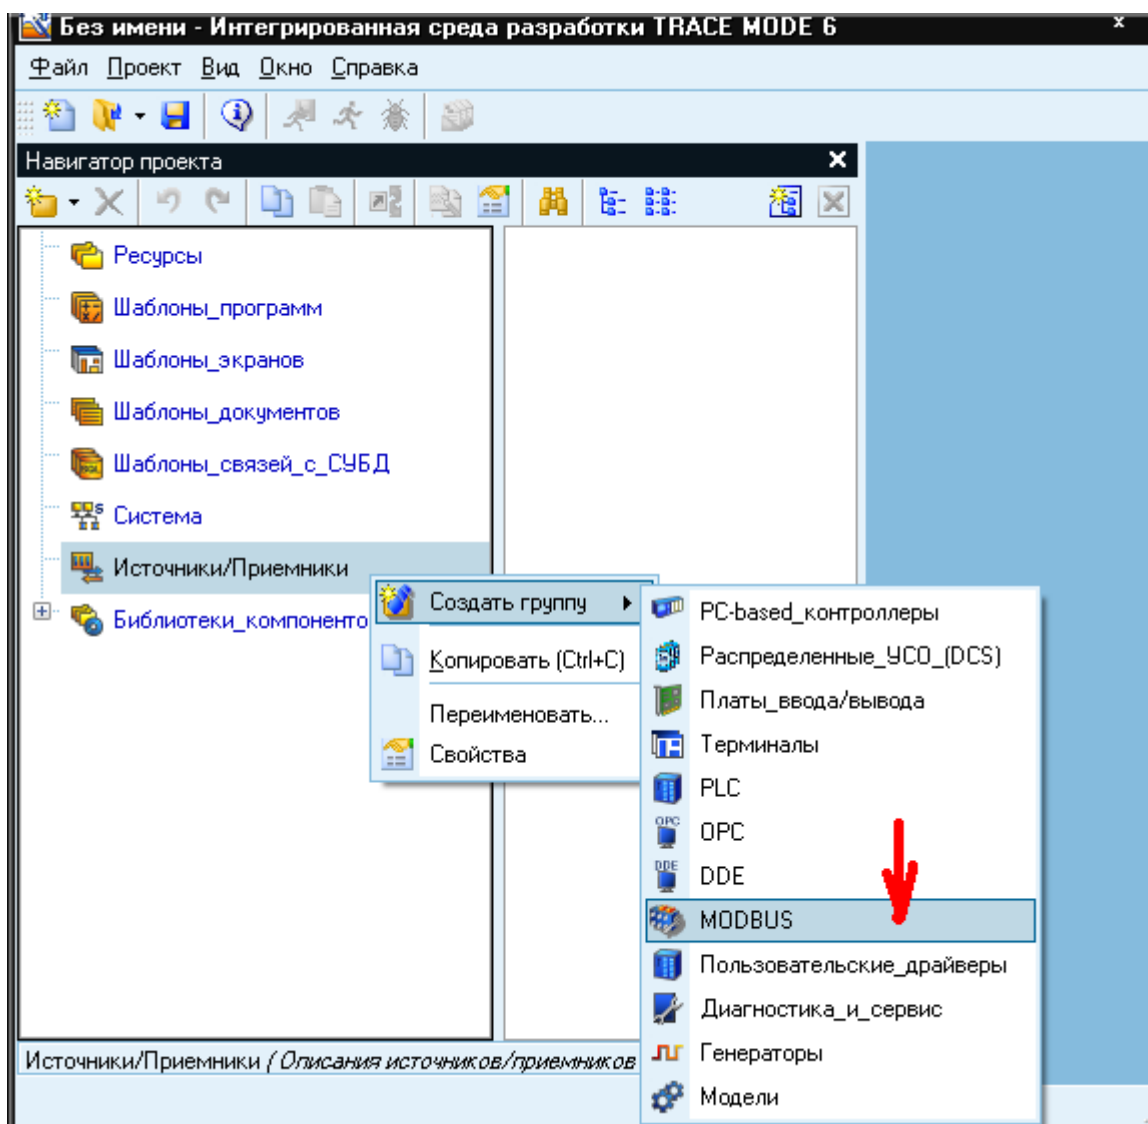 Без имени - Интегрированная среда разработки TRACE MODE 6
x
Файл Проект Вид Окно Справка
Навигатор проекта
Ресурсы
Шаблоны_программ
Шаблоны_экранов
Шаблоны_документов
Шаблоны_связей_с_СУБД
Система
Источники/Приемники
Библиотеки_компоненто
Создать группу
Копировать (Ctrl+C)
Переименовать...
Свойства
PC-based_контроллеры
Распределенные_УСО_(DCS)
Платы_ввода/вывода
Терминалы
PLC
OPC
OPC
DDE
DDE
MODBUS
Пользовательские_драйверы
Диагностика_и_сервис
Генераторы
Модели
Источники/Приемники ( Описания источников/приемников